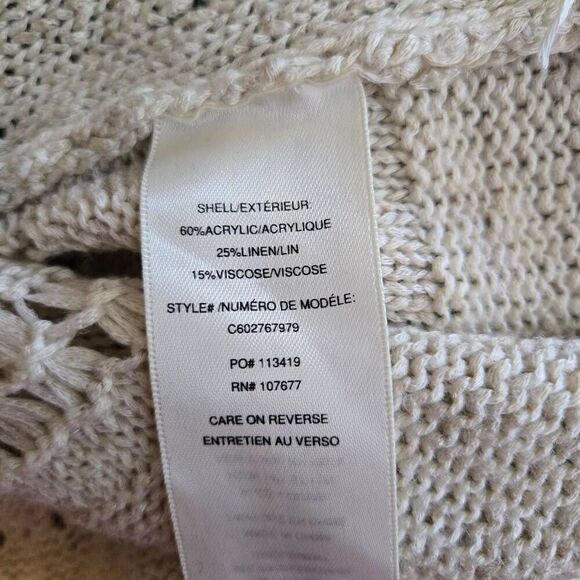 SHELL/EXTÉRIEUR
60%ACRYLIC/ACRYLIQUE
25%LINEN/LIN
15%VISCOSE/VISCOSE
STYLE# /NUMÉRO DE MODÉLE:
C602767979
PO# 113419
RN# 107677
CARE ON REVERSE
ENTRETIEN AU VERSO